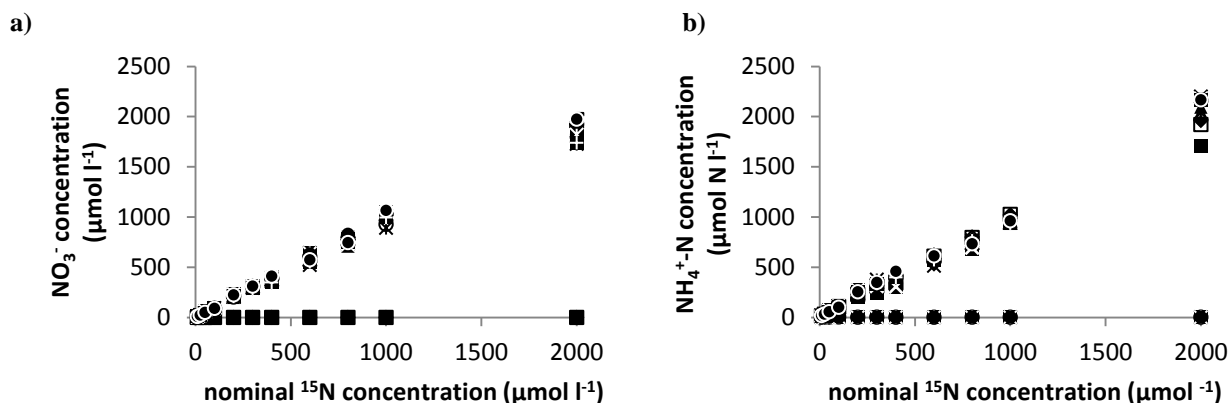 a)
NO₃⁻ concentration
(µmol l⁻¹)
2500
2000
1500
1000
500
0
0 500 1000 1500 2000
nominal ¹⁵N concentration (µmol l⁻¹)
b)
NH₄⁺-N concentration
(µmol N l⁻¹)
2500
2000
1500
1000
500
0
0 500 1000 1500 2000
nominal ¹⁵N concentration (µmol ⁻¹)